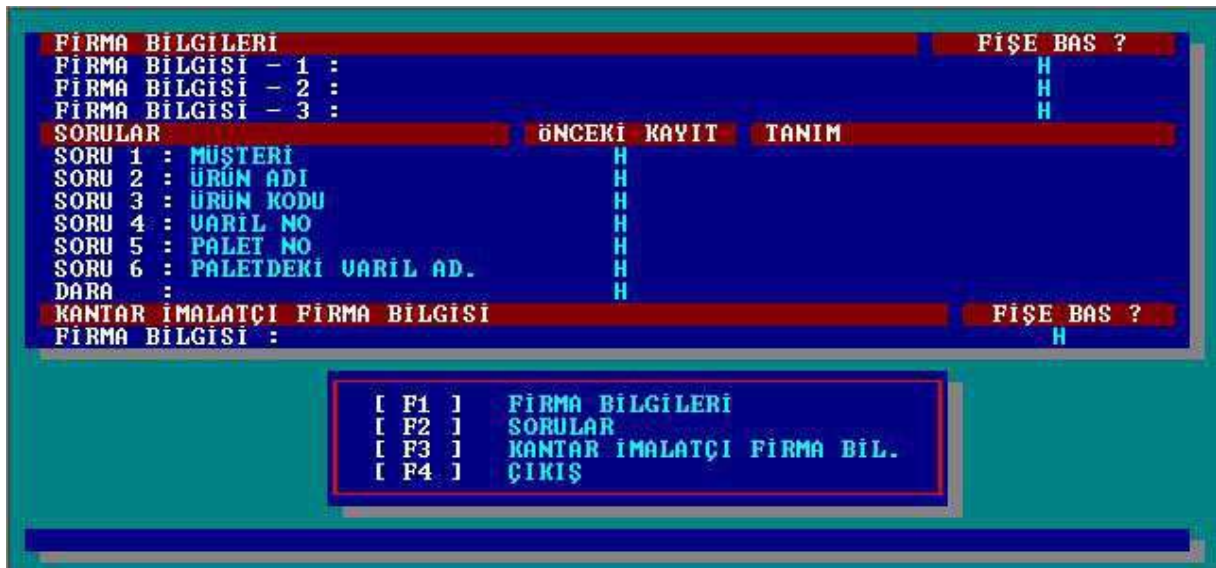 FİRMA BİLGİLERİ FİŞE BAS ?
FİRMA BİLGİSİ - 1 : H
FİRMA BİLGİSİ - 2 : H
FİRMA BİLGİSİ - 3 : H
SORULAR ÖNCEKİ KAYIT TANIM
SORU 1 : MÜŞTERİ H
SORU 2 : ÜRÜN ADI H
SORU 3 : ÜRÜN KODU H
SORU 4 : VARİL NO H
SORU 5 : PALET NO H
SORU 6 : PALETDEKİ VARİL AD. H
DARA : H
KANTAR İMALATÇI FİRMA BİLGİSİ FİŞE BAS ?
FİRMA BİLGİSİ : H
[ F1 ] FİRMA BİLGİLERİ
[ F2 ] SORULAR
[ F3 ] KANTAR İMALATÇI FİRMA BİL.
[ F4 ] ÇIKIŞ